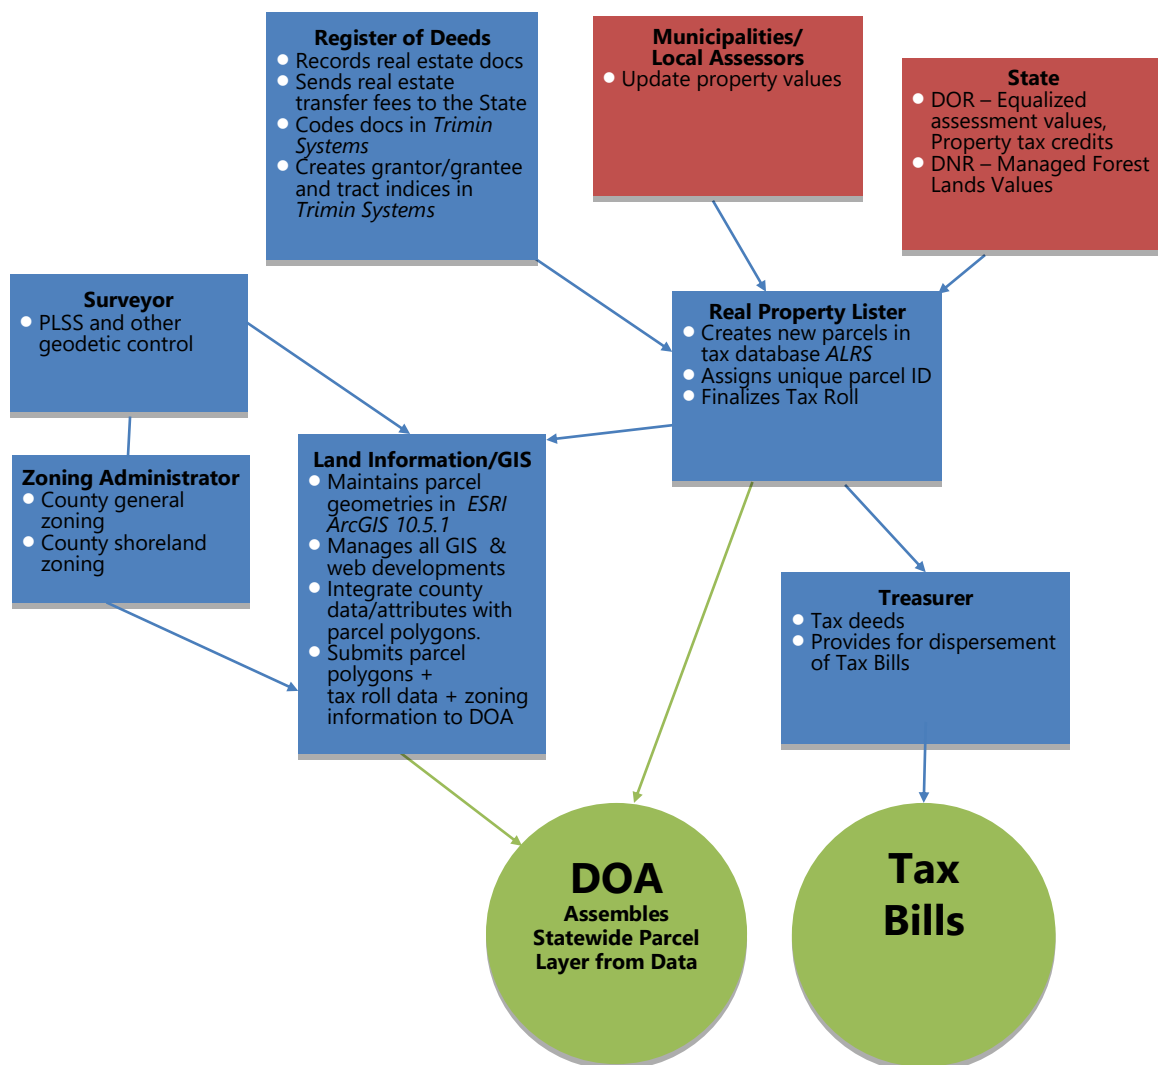 Register of Deeds
Records real estate docs
Sends real estate
transfer fees to the State
Codes docs in Trimin
Systems
Creates grantor/grantee
and tract indices in
Trimin Systems
Municipalities/
Local Assessors
Update property values
State
DOR – Equalized
assessment values,
Property tax credits
DNR – Managed Forest
Lands Values
Surveyor
PLSS and other
geodetic control
Real Property Lister
Creates new parcels in
tax database ALRS
Assigns unique parcel ID
Finalizes Tax Roll
Zoning Administrator
County general
zoning
County shoreland
zoning
Land Information/GIS
Maintains parcel
geometries in ESRI
ArcGIS 10.5.1
Manages all GIS &
web developments
Integrate county
data/attributes with
parcel polygons.
Submits parcel
polygons +
tax roll data + zoning
information to DOA
Treasurer
Tax deeds
Provides for dispersement
of Tax Bills
DOA
Assembles
Statewide Parcel
Layer from Data
Tax
Bills